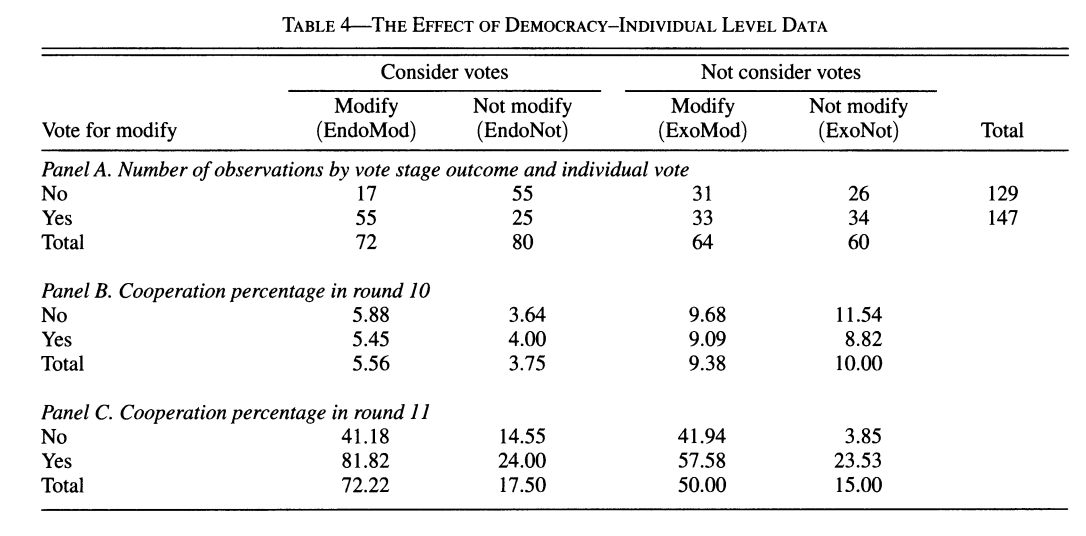 TABLE 4—THE EFFECT OF DEMOCRACY–INDIVIDUAL LEVEL DATA
Consider votes Not consider votes
Modify Not modify Modify Not modify
Vote for modify (EndoMod) (EndoNot) (ExoMod) (ExoNot) Total
Panel A. Number of observations by vote stage outcome and individual vote
No 17 55 31 26 129
Yes 55 25 33 34 147
Total 72 80 64 60
Panel B. Cooperation percentage in round 10
No 5.88 3.64 9.68 11.54
Yes 5.45 4.00 9.09 8.82
Total 5.56 3.75 9.38 10.00
Panel C. Cooperation percentage in round 11
No 41.18 14.55 41.94 3.85
Yes 81.82 24.00 57.58 23.53
Total 72.22 17.50 50.00 15.00